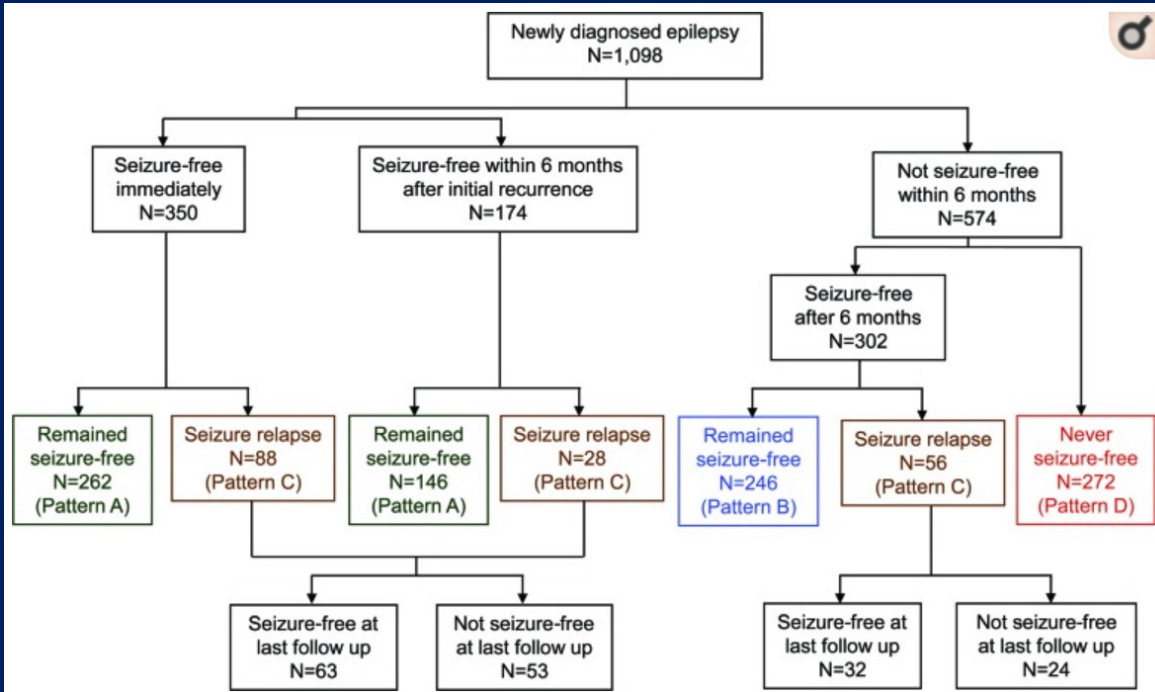 Newly diagnosed epilepsy
N=1,098
Seizure-free
immediately
N=350
Seizure-free within 6 months
after initial recurrence
N=174
Not seizure-free
within 6 months
N=574
Seizure-free
after 6 months
N=302
Remained
seizure-free
N=262
(Pattern A)
Seizure relapse
N=88
(Pattern C)
Remained
seizure-free
N=146
(Pattern A)
Seizure relapse
N=28
(Pattern C)
Remained
seizure-free
N=246
(Pattern B)
Seizure relapse
N=56
(Pattern C)
Never
seizure-free
N=272
(Pattern D)
Seizure-free at
last follow up
N=63
Not seizure-free
at last follow up
N=53
Seizure-free at
last follow up
N=32
Not seizure-free
at last follow up
N=24